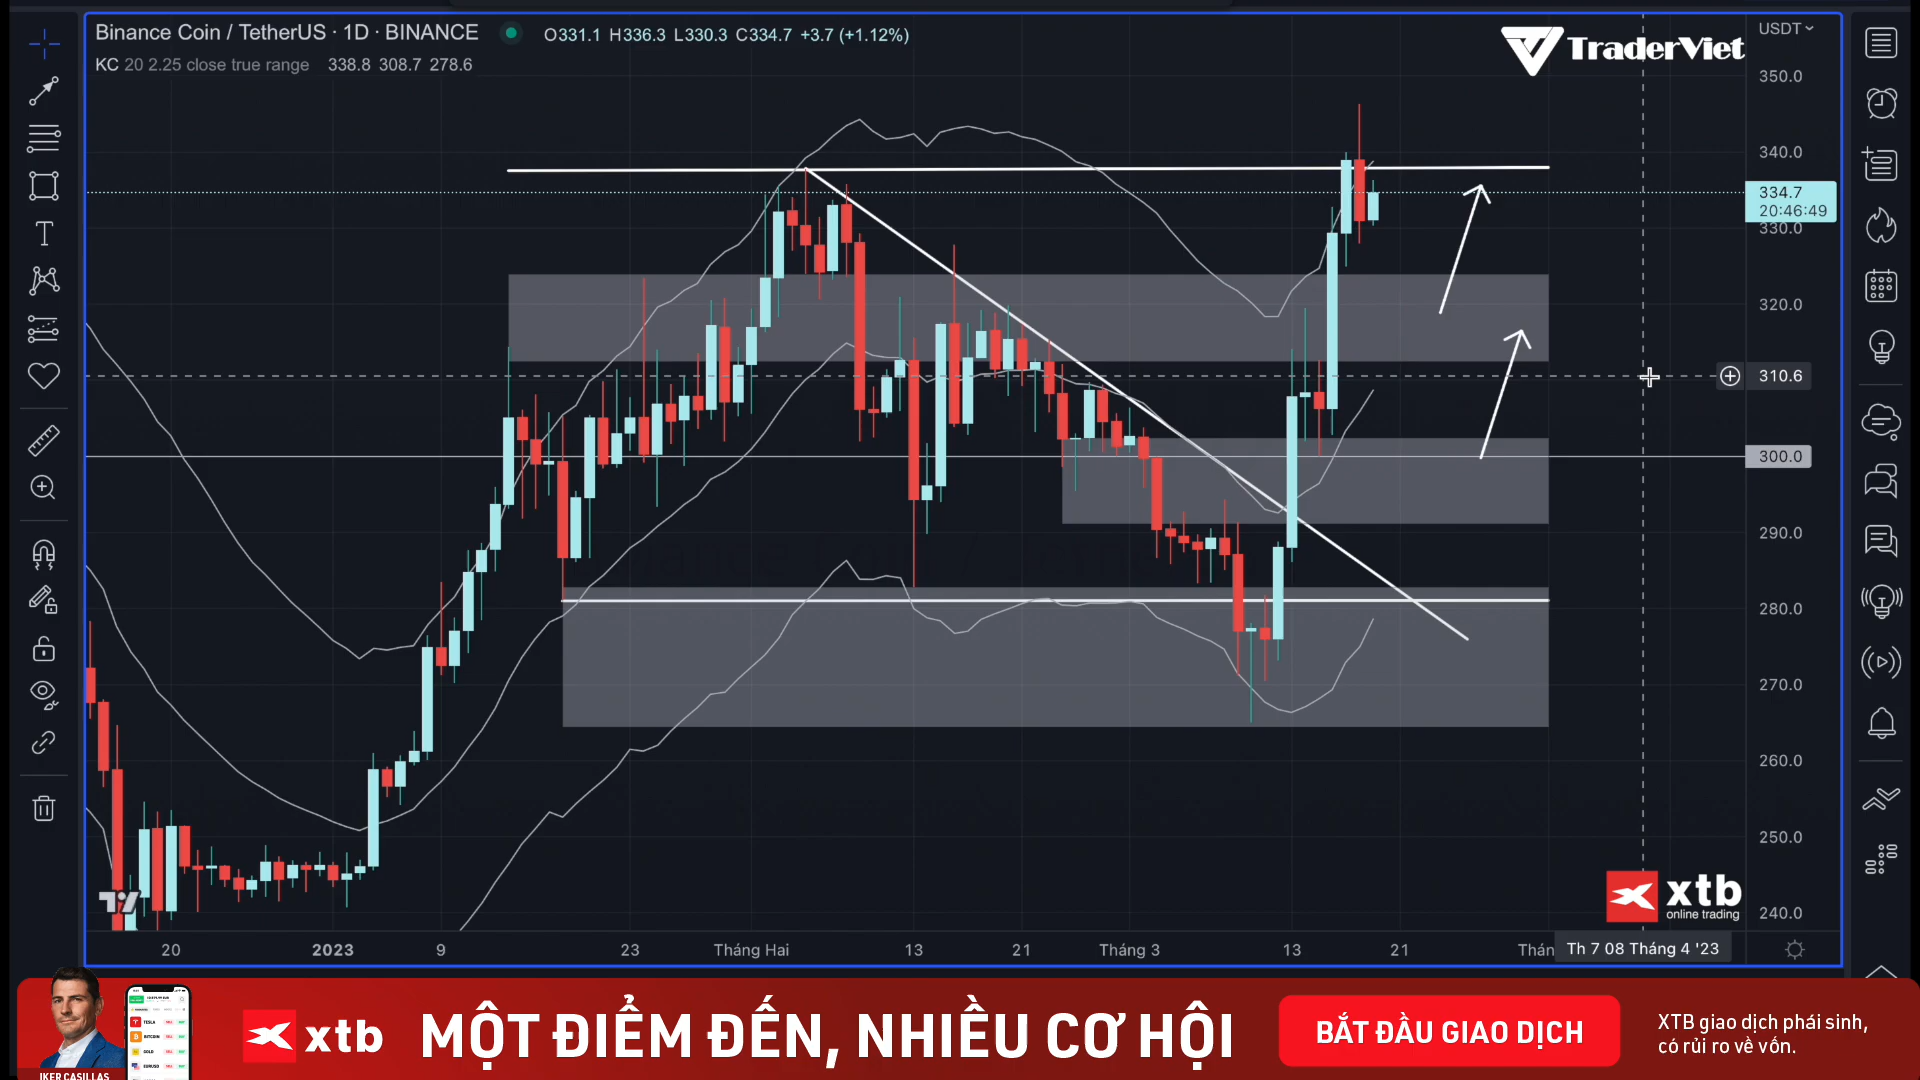 Binance Coin / TetherUS · 1D · BINANCE O331.1 H336.3 L330.3 C334.7 +3.7 (+1.12%)
KC 20 2.25 close true range 338.8 308.7 278.6
TraderViet
USDT
350.0
340.0
334.7
20:46:49
330.0
320.0
310.6
300.0
290.0
280.0
270.0
260.0
250.0
240.0
xtb
online trading
20 2023 9 23 Tháng Hai 13 21 Tháng 3 13 21 Thán Th 7 08 Tháng 4 '23
xtb MỘT ĐIỂM ĐẾN, NHIỀU CƠ HỘI
BẮT ĐẦU GIAO DỊCH
XTB giao dịch phái sinh,
có rủi ro về vốn.
IKER CASILLAS
TESLA
BITCOIN
GOLD
EURUSD